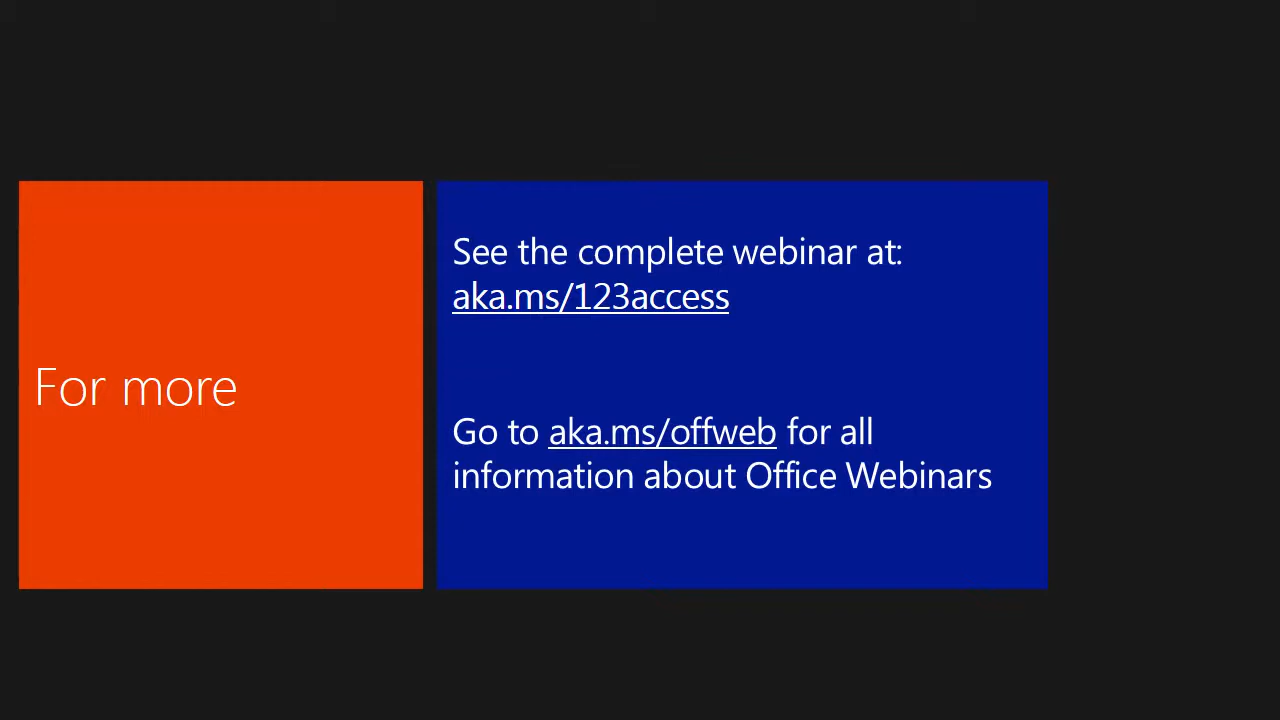 For more
See the complete webinar at:
aka.ms/123access
Go to aka.ms/offweb for all
information about Office Webinars